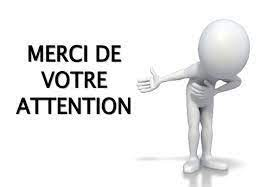 MERCI DE
VOTRE
ATTENTION